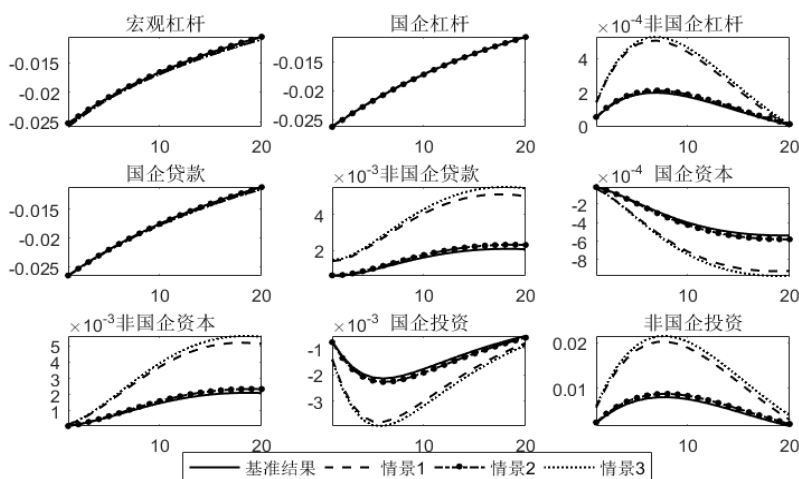 宏观杠杆 国企杠杆 ×10-4非国企杠杆
-0.015 -0.015 4
-0.02 -0.02 2
-0.025 -0.025 0
10 20 10 20 10 20
国企贷款 ×10-3非国企贷款 ×10-4 国企资本
-0.015 4 -2
-0.02 2 -4
-0.025 -6
-8
10 20 10 20 10 20
×10-3非国企资本 ×10-3 国企投资 非国企投资
5 -1 0.02
4 -2 0.01
3 -3
2
1
10 20 10 20 10 20
基准结果 情景1 情景2 情景3